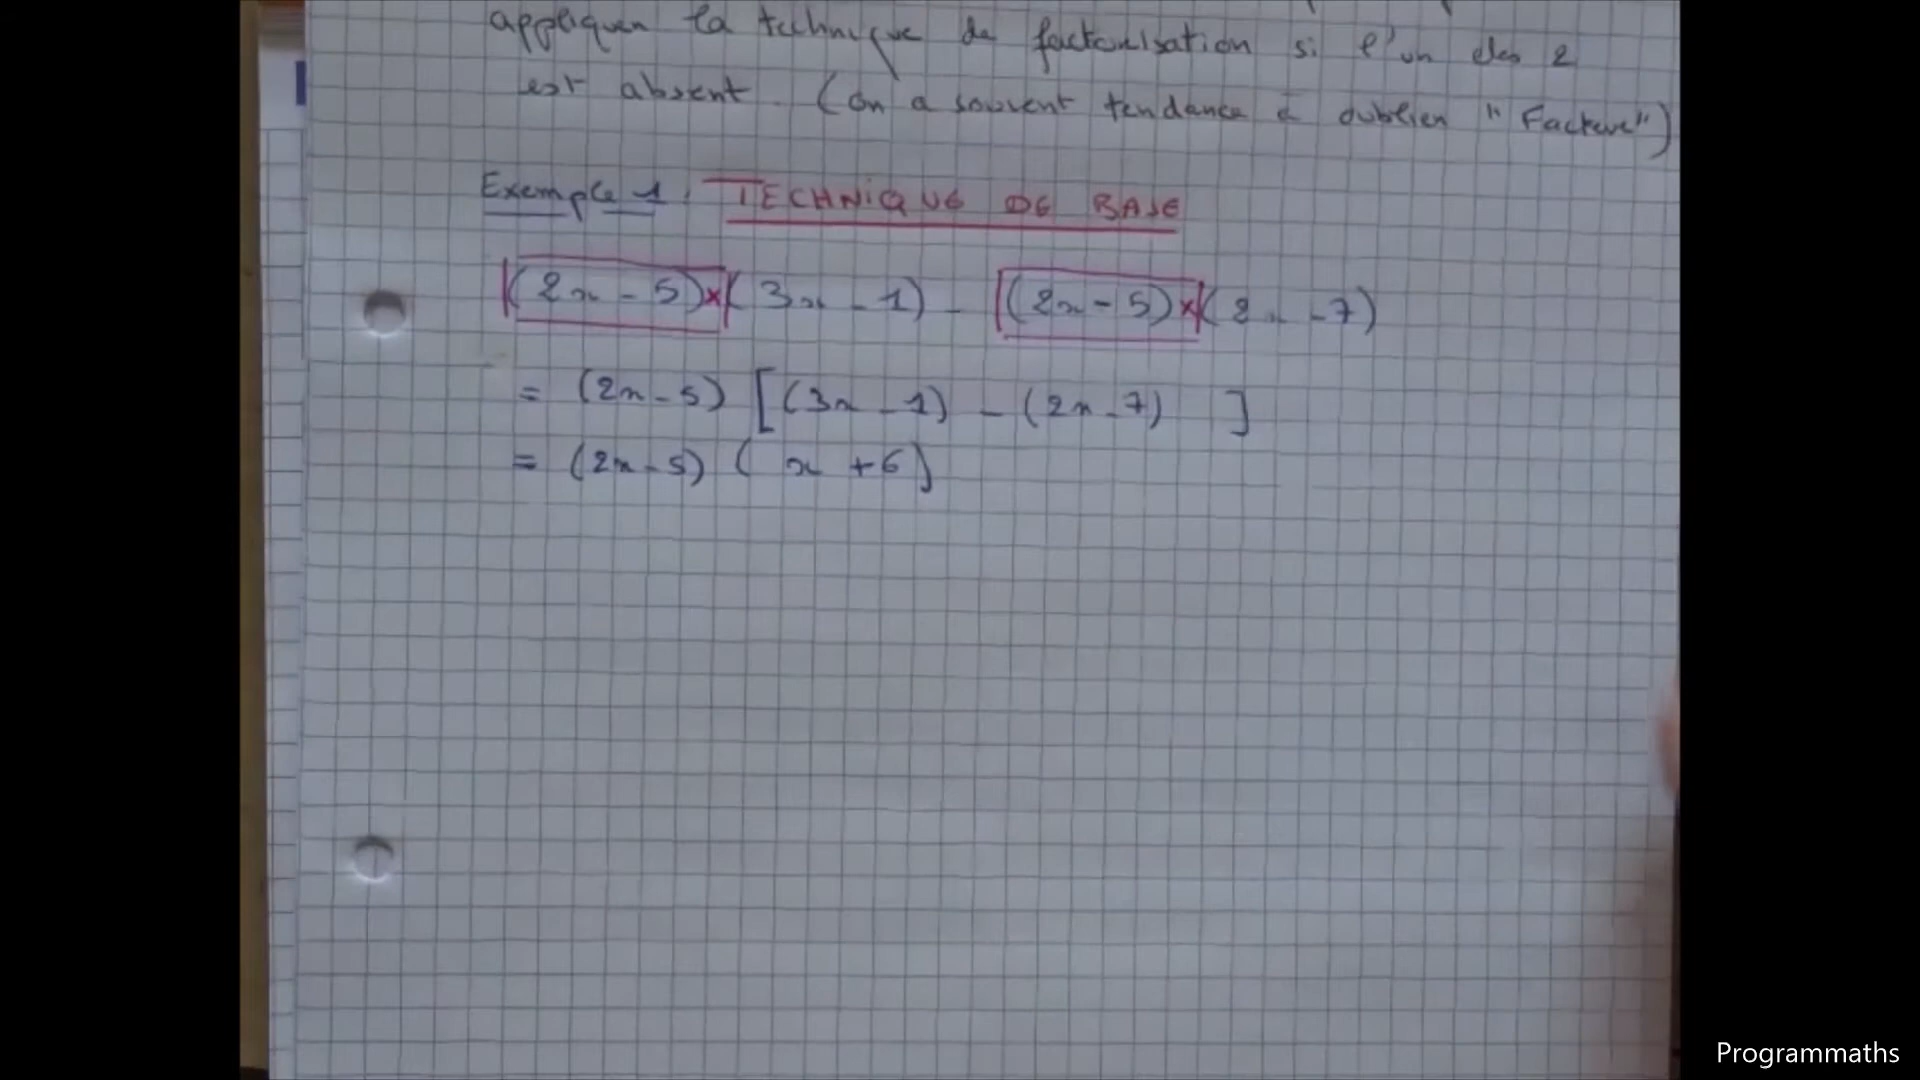 appliquer la technique de factorisation si l'un des 2
est absent. (On a souvent tendance à oublier "Facteur")
Exemple 1 : TECHNIQUE DE BASE
(2x - 5)×(3x - 1) - (2x - 5)×(2x - 7)
= (2x - 5) [(3x - 1) - (2x - 7) ]
= (2x - 5) ( x + 6)
Programmaths